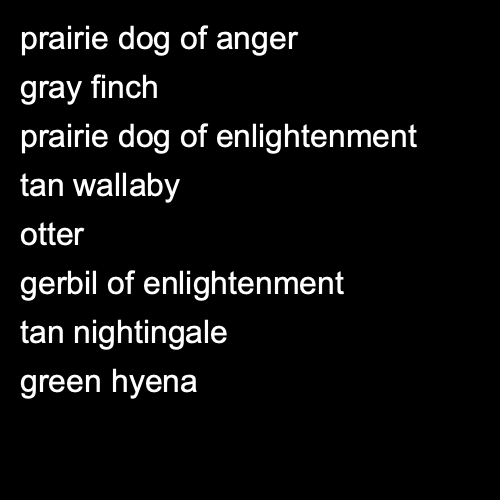 prairie dog of anger
gray finch
prairie dog of enlightenment
tan wallaby
otter
gerbil of enlightenment
tan nightingale
green hyena